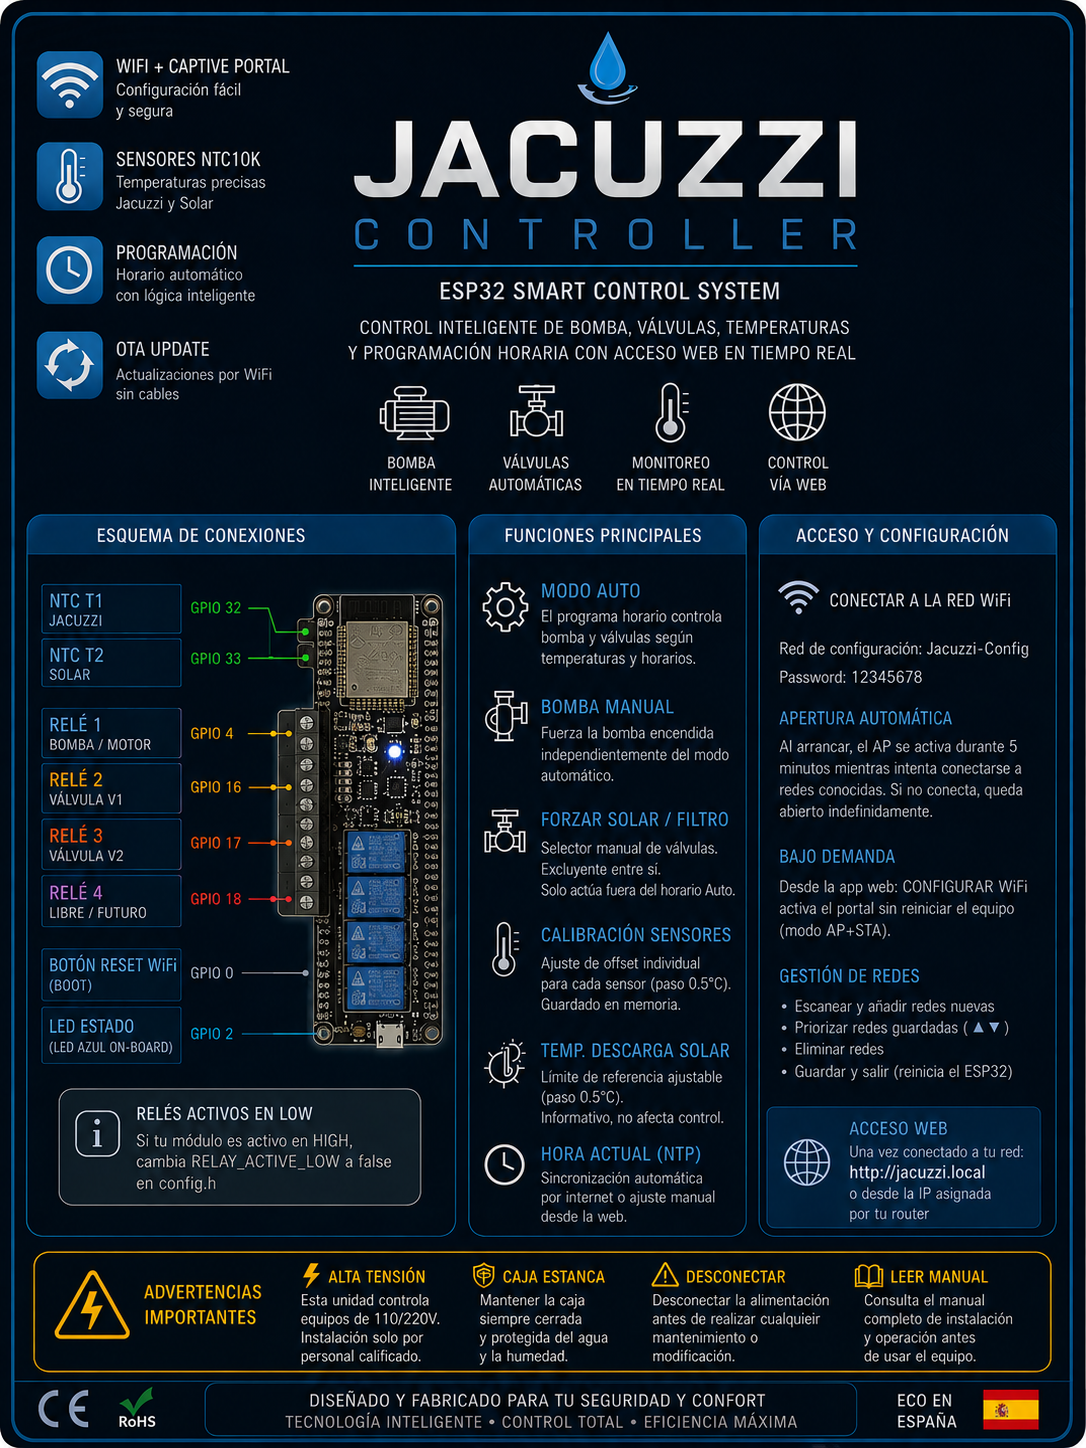 WIFI + CAPTIVE PORTAL
Configuración fácil
y segura
SENSORES NTC10K
Temperaturas precisas
Jacuzzi y Solar
PROGRAMACIÓN
Horario automático
con lógica inteligente
OTA UPDATE
Actualizaciones por WiFi
sin cables
JACUZZI
CONTROLLER
ESP32 SMART CONTROL SYSTEM
CONTROL INTELIGENTE DE BOMBA, VÁLVULAS, TEMPERATURAS
Y PROGRAMACIÓN HORARIA CON ACCESO WEB EN TIEMPO REAL
BOMBA
INTELIGENTE
VÁLVULAS
AUTOMÁTICAS
MONITOREO
EN TIEMPO REAL
CONTROL
VÍA WEB
ESQUEMA DE CONEXIONES
NTC T1
JACUZZI
GPIO 32
NTC T2
SOLAR
GPIO 33
RELÉ 1
BOMBA / MOTOR
GPIO 4
RELÉ 2
VÁLVULA V1
GPIO 16
RELÉ 3
VÁLVULA V2
GPIO 17
RELÉ 4
LIBRE / FUTURO
GPIO 18
BOTÓN RESET WiFi
(BOOT)
GPIO 0
LED ESTADO
(LED AZUL ON-BOARD)
GPIO 2
i
RELÉS ACTIVOS EN LOW
Si tu módulo es activo en HIGH,
cambia RELAY_ACTIVE_LOW a false
en config.h
FUNCIONES PRINCIPALES
MODO AUTO
El programa horario controla
bomba y válvulas según
temperaturas y horarios.
BOMBA MANUAL
Fuerza la bomba encendida
independientemente del modo
automático.
FORZAR SOLAR / FILTRO
Selector manual de válvulas.
Excluyente entre sí.
Solo actúa fuera del horario Auto.
CALIBRACIÓN SENSORES
Ajuste de offset individual
para cada sensor (paso 0.5°C).
Guardado en memoria.
TEMP. DESCARGA SOLAR
Límite de referencia ajustable
(paso 0.5°C).
Informativo, no afecta control.
HORA ACTUAL (NTP)
Sincronización automática
por internet o ajuste manual
desde la web.
ACCESO Y CONFIGURACIÓN
CONECTAR A LA RED WiFi
Red de configuración: Jacuzzi-Config
Password: 12345678
APERTURA AUTOMÁTICA
Al arrancar, el AP se activa durante 5
minutos mientras intenta conectarse a
redes conocidas. Si no conecta, queda
abierto indefinidamente.
BAJO DEMANDA
Desde la app web: CONFIGURAR WiFi
activa el portal sin reiniciar el equipo
(modo AP+STA).
GESTIÓN DE REDES
• Escanear y añadir redes nuevas
• Priorizar redes guardadas (▲▼)
• Eliminar redes
• Guardar y salir (reinicia el ESP32)
ACCESO WEB
Una vez conectado a tu red:
http://jacuzzi.local
o desde la IP asignada
por tu router
ADVERTENCIAS
IMPORTANTES
ALTA TENSIÓN
Esta unidad controla
equipos de 110/220V.
Instalación solo por
personal calificado.
CAJA ESTANCA
Mantener la caja
siempre cerrada
y protegida del agua
y la humedad.
DESCONECTAR
Desconectar la alimentación
antes de realizar cualquieir
mantenimiento o
modificación.
LEER MANUAL
Consulta el manual
completo de instalación
y operación antes
de usar el equipo.
CE
RoHS
DISEÑADO Y FABRICADO PARA TU SEGURIDAD Y CONFORT
TECNOLOGÍA INTELIGENTE • CONTROL TOTAL • EFICIENCIA MÁXIMA
ECO EN
ESPAÑA